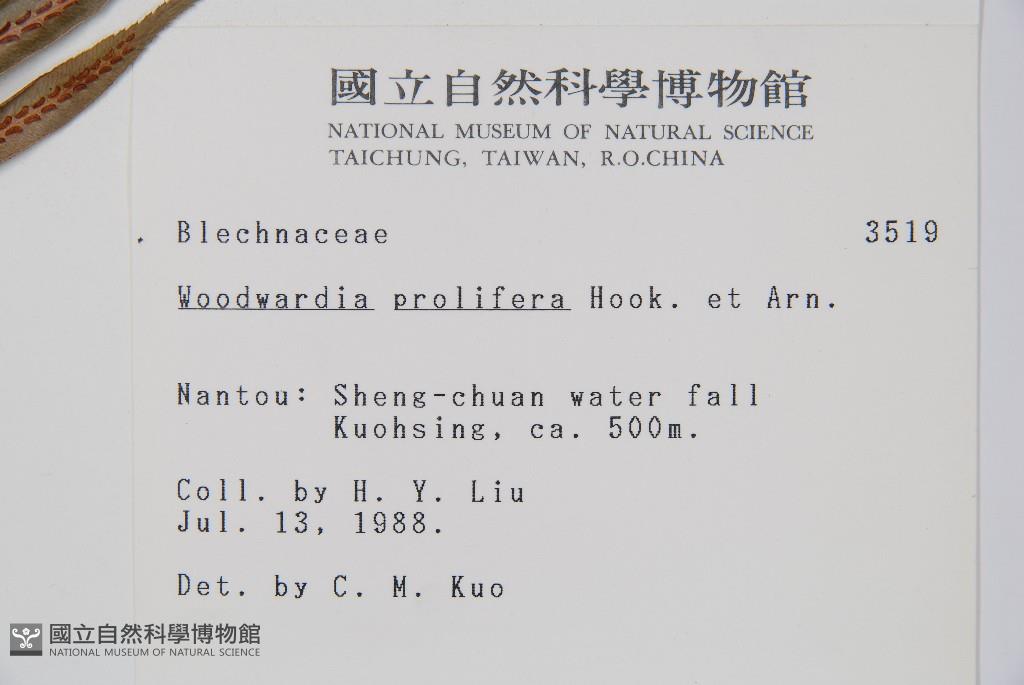 國立自然科學博物館
NATIONAL MUSEUM OF NATURAL SCIENCE
TAICHUNG, TAIWAN, R.O.CHINA
Blechnaceae 3519
Woodwardia prolifera Hook. et Arn.
Nantou: Sheng-chuan water fall
Kuohsing, ca. 500m.
Coll. by H. Y. Liu
Jul. 13, 1988.
Det. by C. M. Kuo
國立自然科學博物館
NATIONAL MUSEUM OF NATURAL SCIENCE